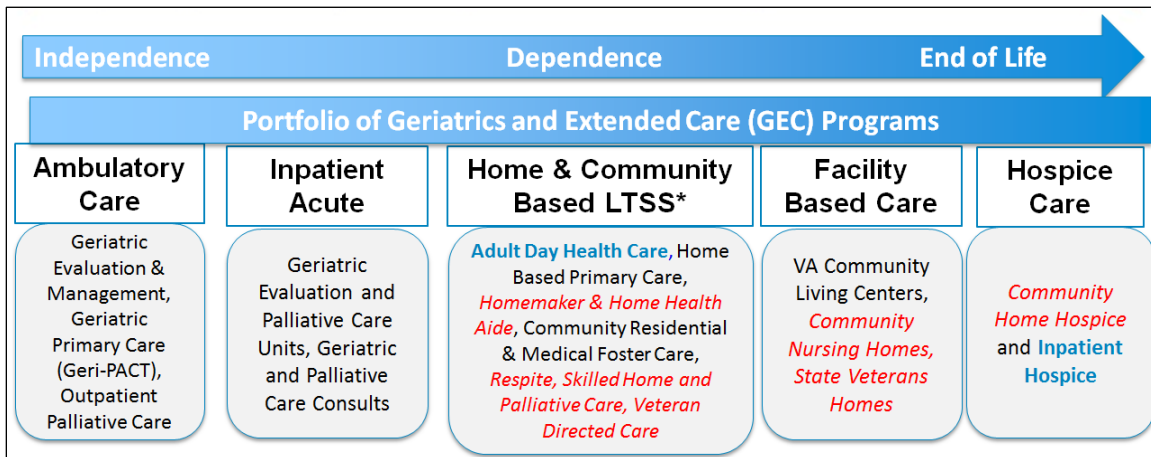 Independence Dependence End of Life
Portfolio of Geriatrics and Extended Care (GEC) Programs
Ambulatory
Care
Geriatric
Evaluation &
Management,
Geriatric
Primary Care
(Geri-PACT),
Outpatient
Palliative Care
Inpatient
Acute
Geriatric
Evaluation and
Palliative Care
Units, Geriatric
and Palliative
Care Consults
Home & Community
Based LTSS*
Adult Day Health Care, Home
Based Primary Care,
Homemaker & Home Health
Aide, Community Residential
& Medical Foster Care,
Respite, Skilled Home and
Palliative Care, Veteran
Directed Care
Facility
Based Care
VA Community
Living Centers,
Community
Nursing Homes,
State Veterans
Homes
Hospice
Care
Community
Home Hospice
and Inpatient
Hospice